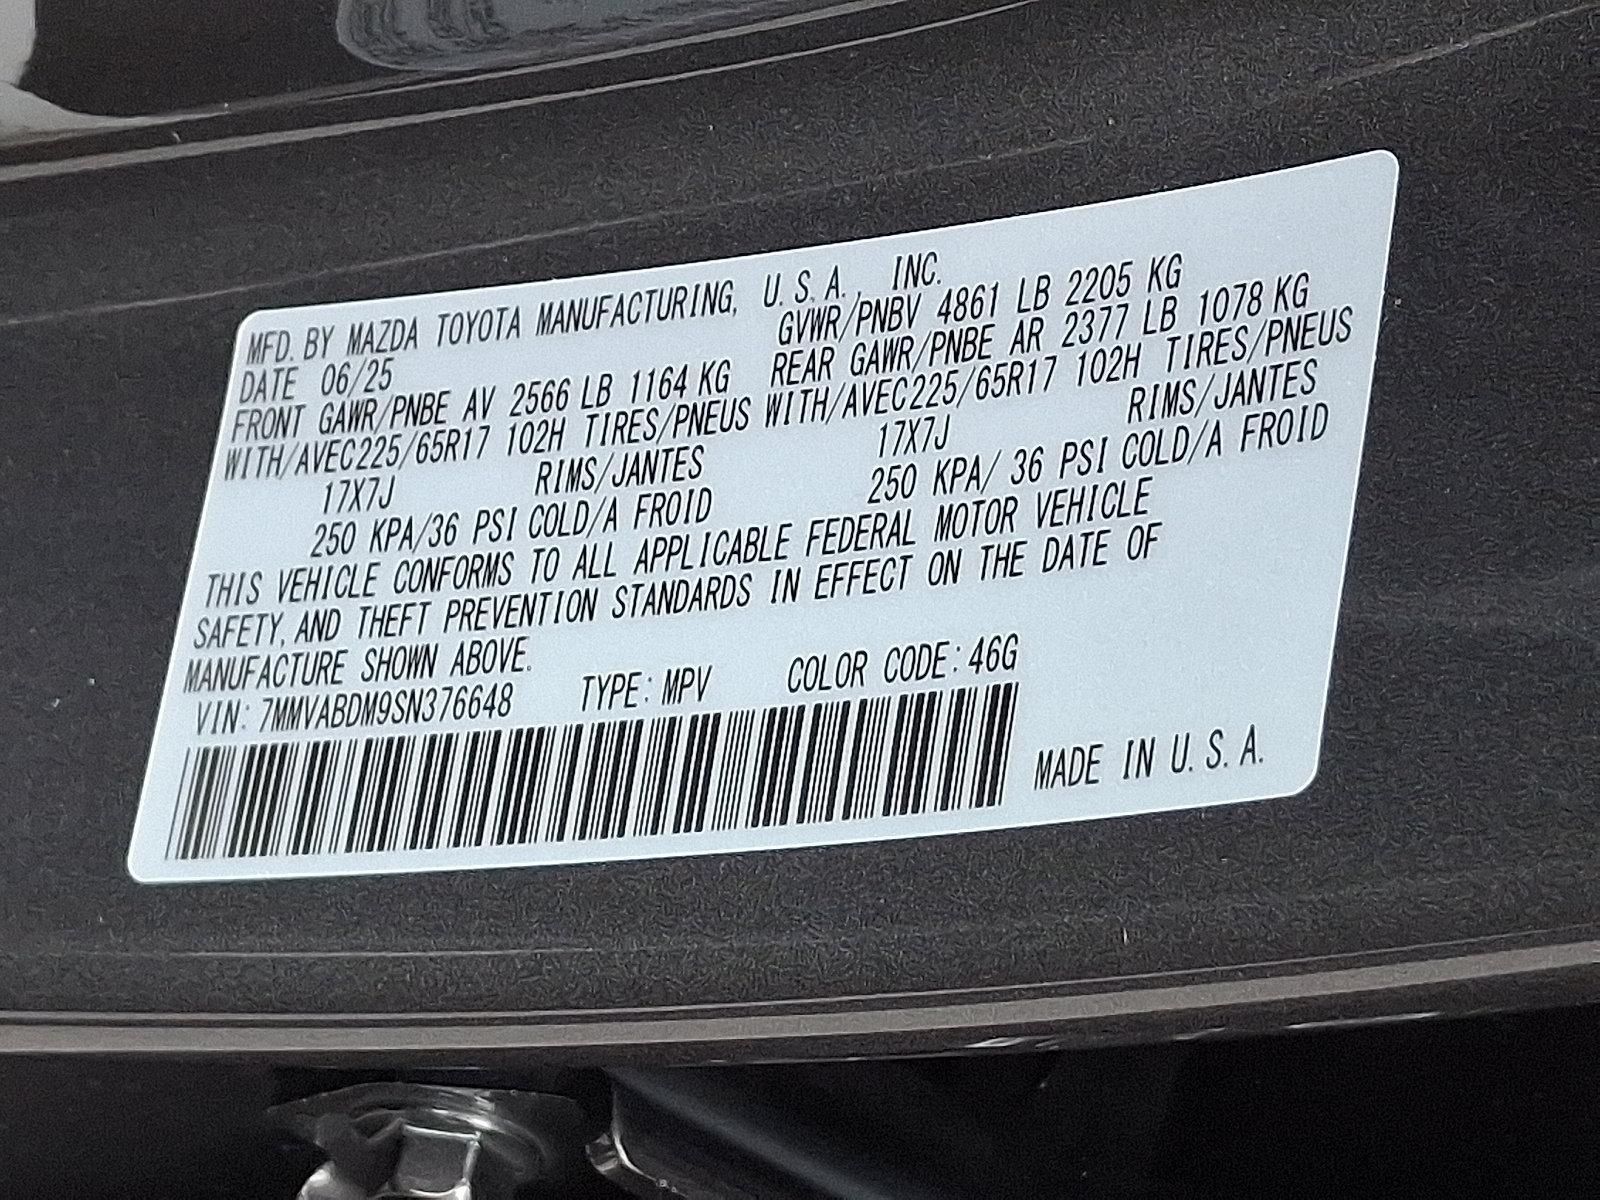 MFD. BY MAZDA TOYOTA MANUFACTURING, U.S.A., INC.
DATE 06/25 GVWR/PNBV 4861 LB 2205 KG
FRONT GAWR/PNBE AV 2566 LB 1164 KG REAR GAWR/PNBE AR 2377 LB 1078 KG
WITH/AVEC225/65R17 102H TIRES/PNEUS WITH/AVEC225/65R17 102H TIRES/PNEUS
17X7J RIMS/JANTES 17X7J RIMS/JANTES
250 KPA/36 PSI COLD/A FROID 250 KPA/ 36 PSI COLD/A FROID
THIS VEHICLE CONFORMS TO ALL APPLICABLE FEDERAL MOTOR VEHICLE
SAFETY, AND THEFT PREVENTION STANDARDS IN EFFECT ON THE DATE OF
MANUFACTURE SHOWN ABOVE.
VIN: 7MMVABDM9SN376648 TYPE: MPV COLOR CODE: 46G
MADE IN U.S.A.